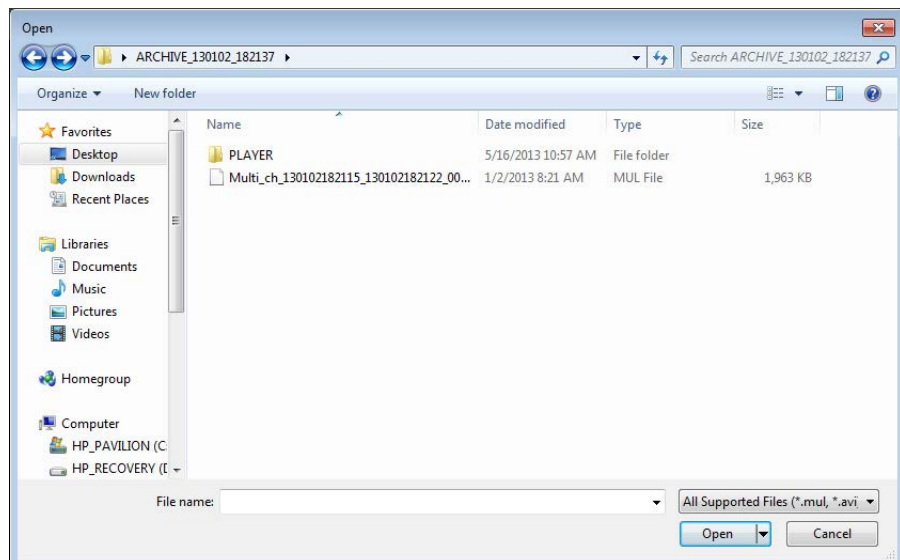 Open
ARCHIVE_130102_182137
Search ARCHIVE_130102_182137
Organize
New folder
Name Date modified Type Size
Favorites
Desktop
Downloads
Recent Places
Libraries
Documents
Music
Pictures
Videos
Homegroup
Computer
HP_PAVILION (C:
HP_RECOVERY (D
PLAYER 5/16/2013 10:57 AM File folder
Multi_ch_130102182115_130102182122_00... 1/2/2013 8:21 AM MUL File 1,963 KB
File name:
All Supported Files (*.mul, *.avi,
Open
Cancel